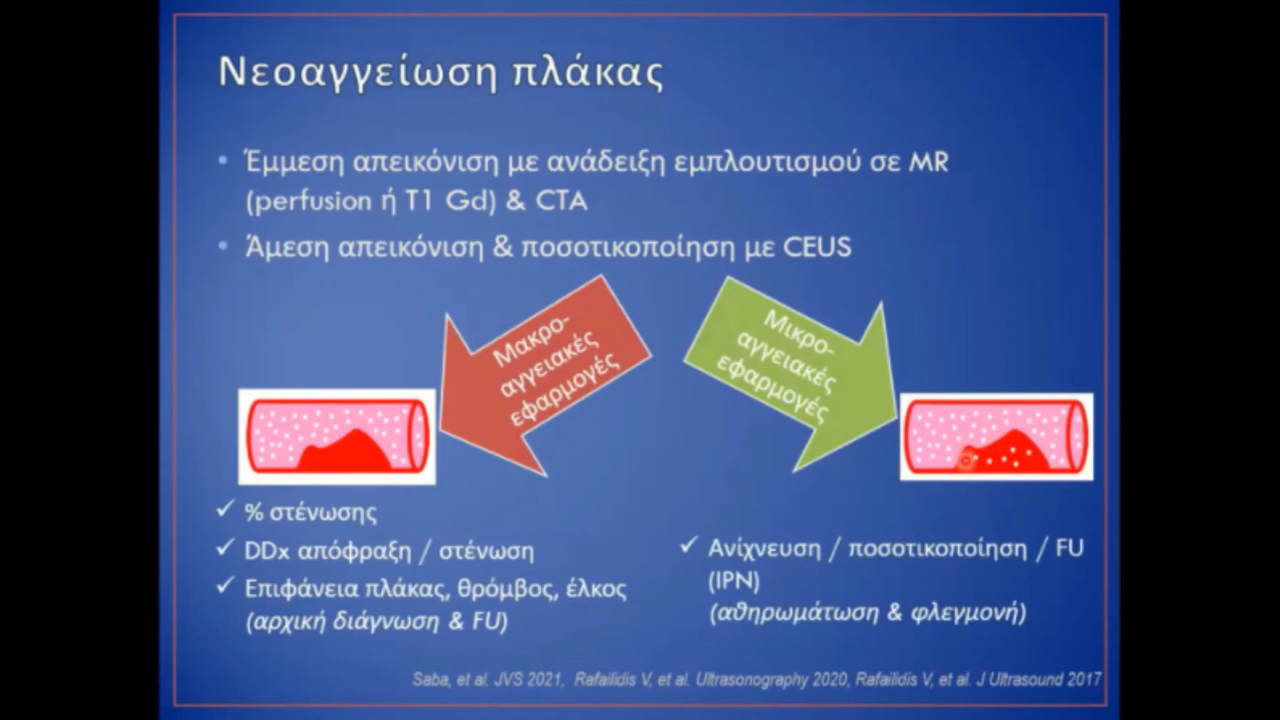 Νεοαγγείωση πλάκας
• Έμμεση απεικόνιση με ανάδειξη εμπλουτισμού σε MR
(perfusion ή T1 Gd) & CTA
• Άμεση απεικόνιση & ποσοτικοποίηση με CEUS
Μακρο-
αγγειακές
εφαρμογές
Μικρο-
αγγειακές
εφαρμογές
✓ % στένωσης
✓ DDx απόφραξη / στένωση
✓ Επιφάνεια πλάκας, θρόμβος, έλκος
(αρχική διάγνωση & FU)
✓ Ανίχνευση / ποσοτικοποίηση / FU
(IPN)
(αθηρωμάτωση & φλεγμονή)
Saba, et al. JVS 2021, Rafailidis V, et al. Ultrasonography 2020, Rafailidis V, et al. J Ultrasound 2017